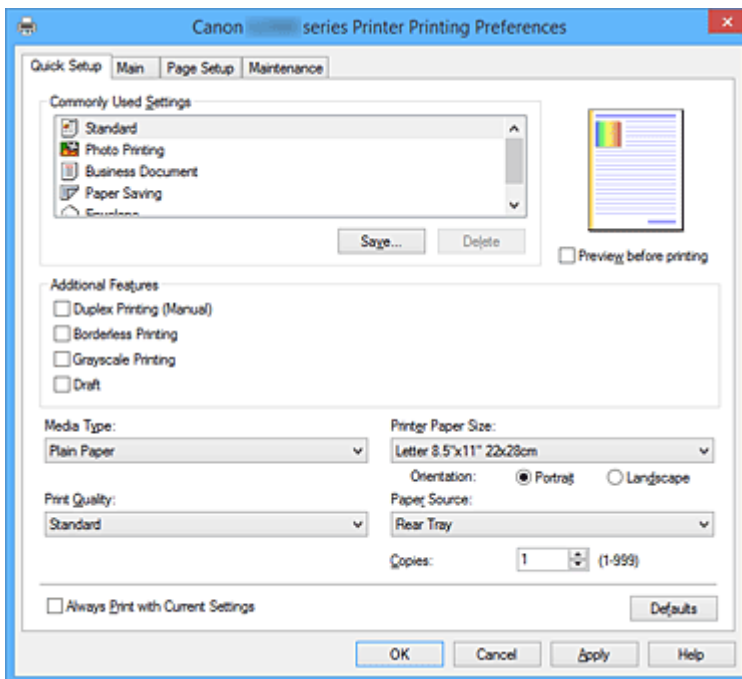 Canon series Printer Printing Preferences
Quick Setup Main Page Setup Maintenance
Commonly Used Settings
Standard
Photo Printing
Business Document
Paper Saving
Envelope
Save... Delete
Preview before printing
Additional Features
Duplex Printing (Manual)
Borderless Printing
Grayscale Printing
Draft
Media Type: Printer Paper Size:
Plain Paper Letter 8.5"x11" 22x28cm
Orientation: Portrait Landscape
Print Quality: Paper Source:
Standard Rear Tray
Copies: 1 (1-999)
Always Print with Current Settings Defaults
OK Cancel Apply Help